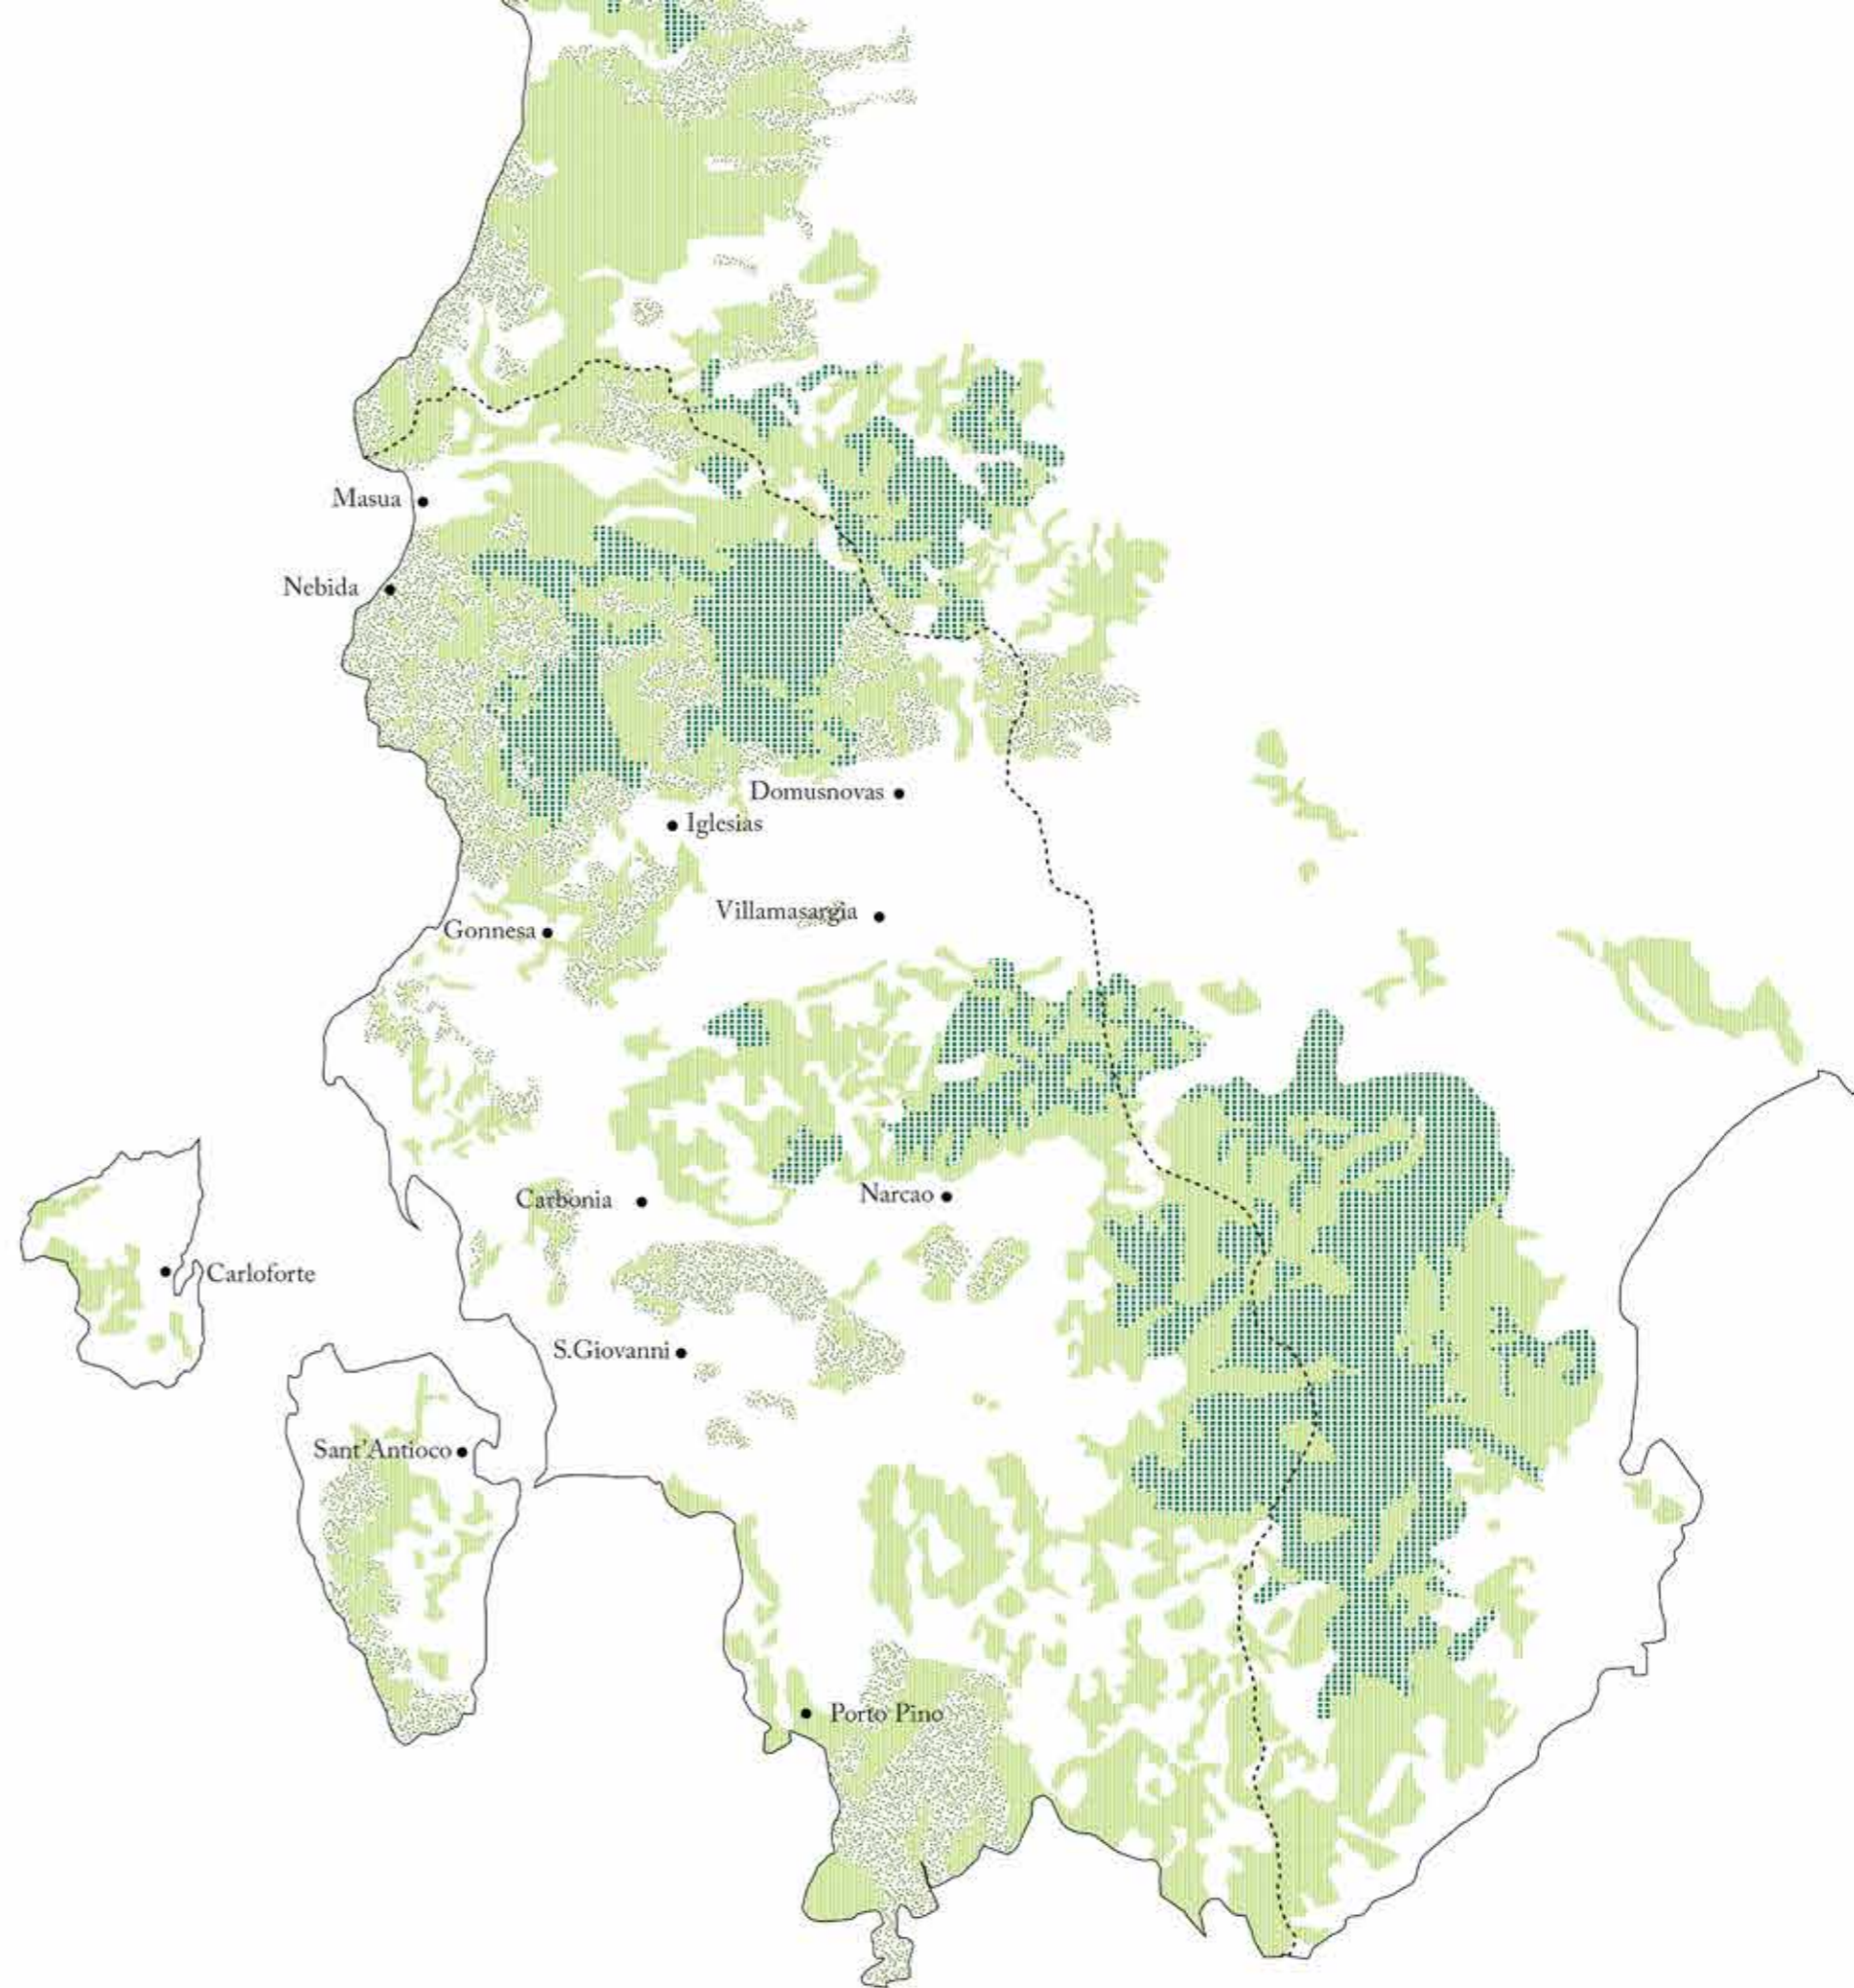 Masua
Nebida
Domusnovas
Iglesias
Villamasargia
Gonnesa
Carbonia
Narcao
Carloforte
S.Giovanni
Sant'Antioco
Porto Pino